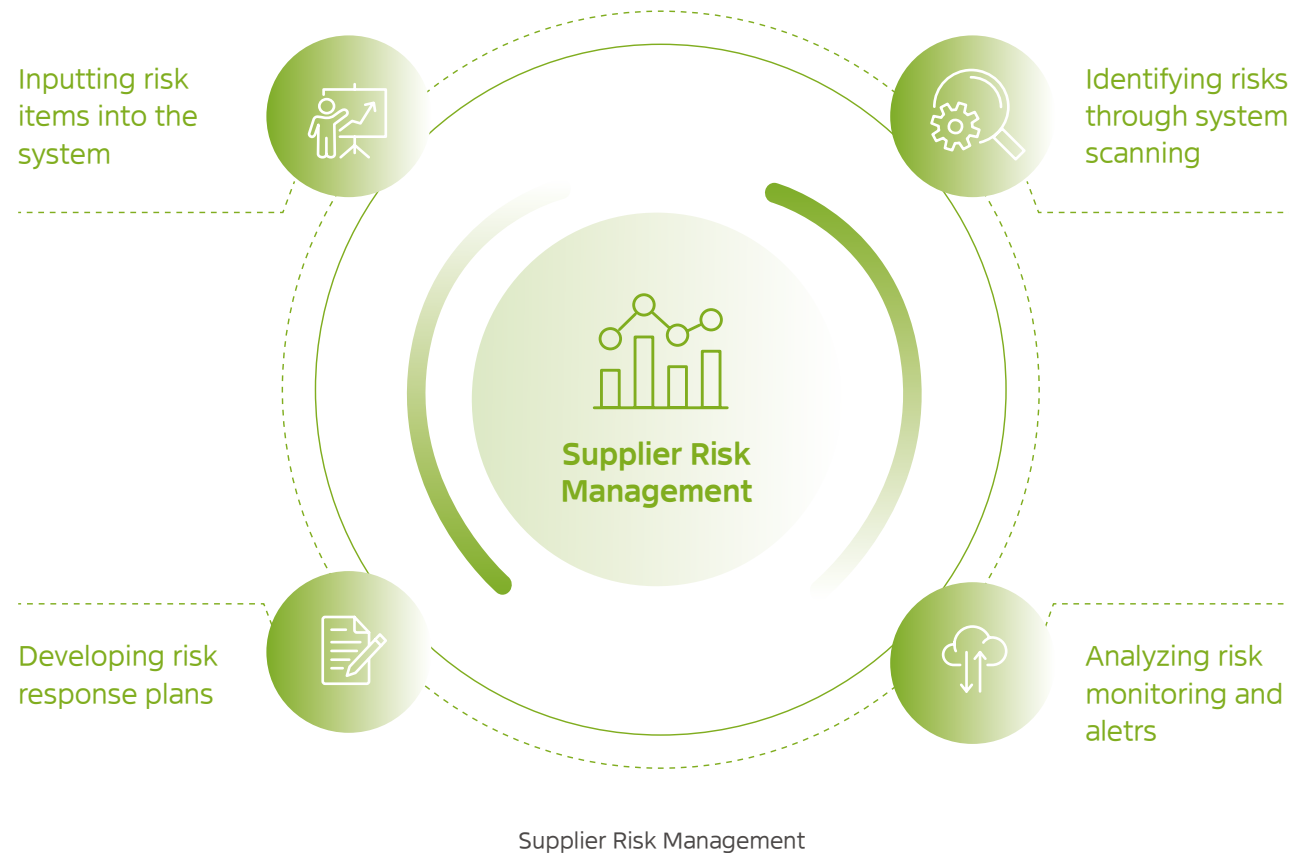 Inputting risk
items into the
system
Identifying risks
through system
scanning
Supplier Risk
Management
Developing risk
response plans
Analyzing risk
monitoring and
aletrs
Supplier Risk Management